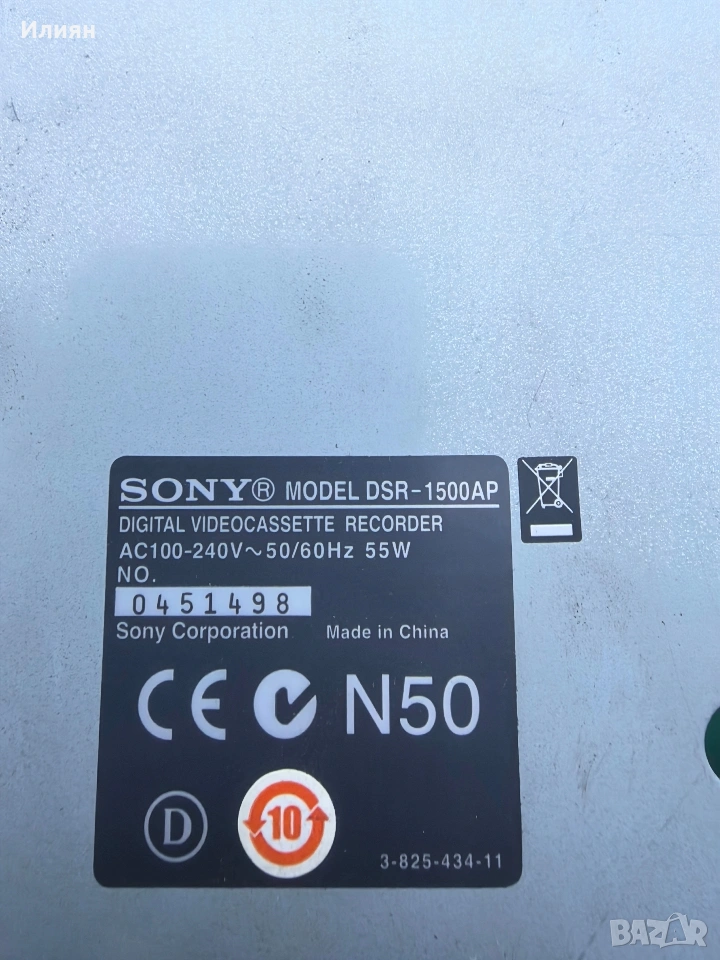 Илиян
SONY® MODEL DSR-1500AP
DIGITAL VIDEOCASSETTE RECORDER
AC100-240V~50/60Hz 55W
NO.
0451498
Sony Corporation Made in China
CE N50
D 10
3-825-434-11
BAZAR